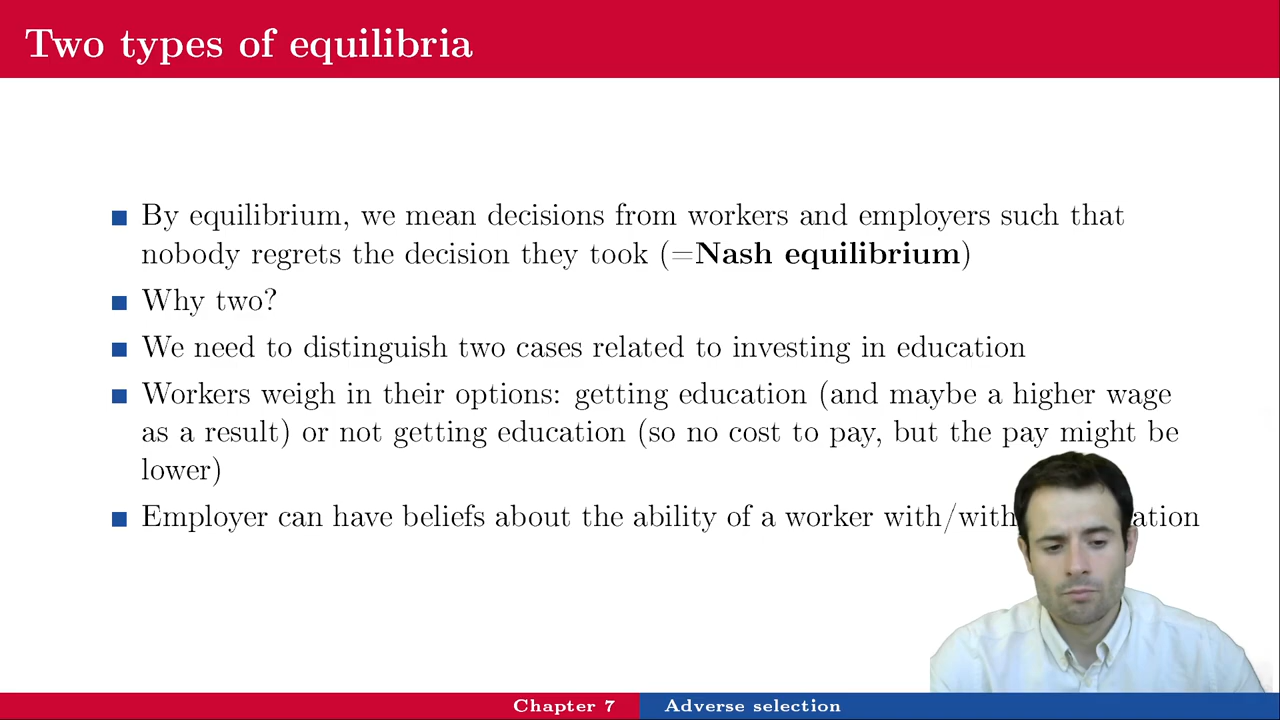 Two types of equilibria
By equilibrium, we mean decisions from workers and employers such that
nobody regrets the decision they took (=Nash equilibrium)
Why two?
We need to distinguish two cases related to investing in education
Workers weigh in their options: getting education (and maybe a higher wage
as a result) or not getting education (so no cost to pay, but the pay might be
lower)
Employer can have beliefs about the ability of a worker with/with ation
Chapter 7
Adverse selection